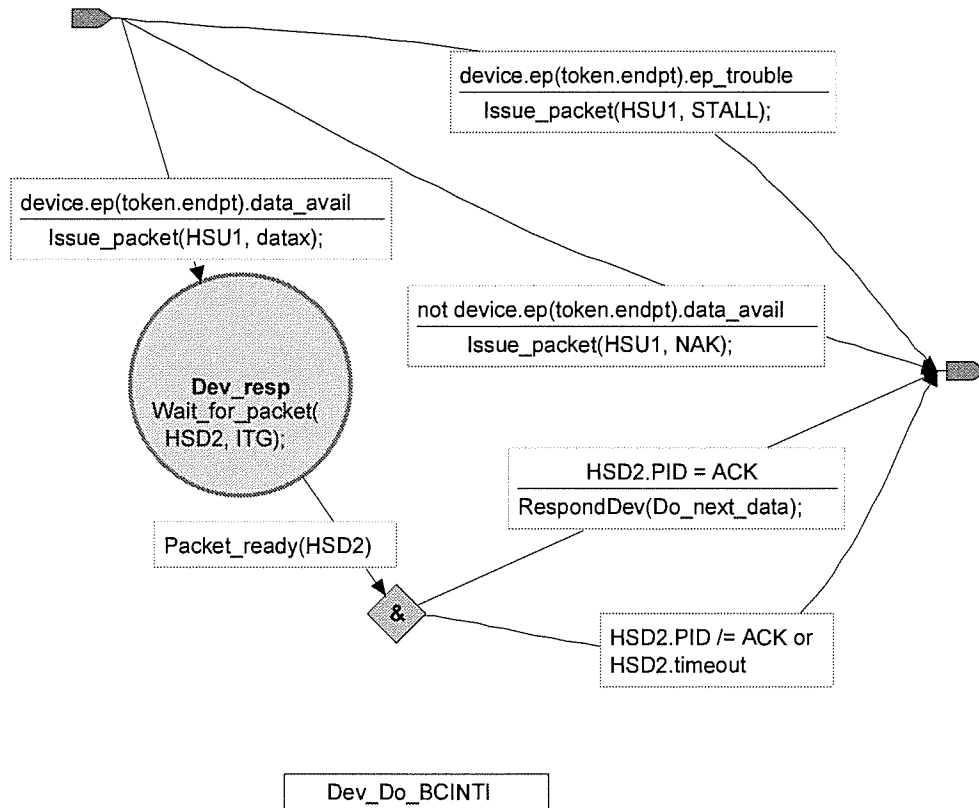 device.ep(token.endpt).ep_trouble
Issue_packet(HSU1, STALL);
device.ep(token.endpt).data_avail
Issue_packet(HSU1, datax);
not device.ep(token.endpt).data_avail
Issue_packet(HSU1, NAK);
Dev_resp
Wait_for_packet(
HSD2, ITG);
HSD2.PID = ACK
RespondDev(Do_next_data);
Packet_ready(HSD2)
&
HSD2.PID /= ACK or
HSD2.timeout
Dev_Do_BCINTI